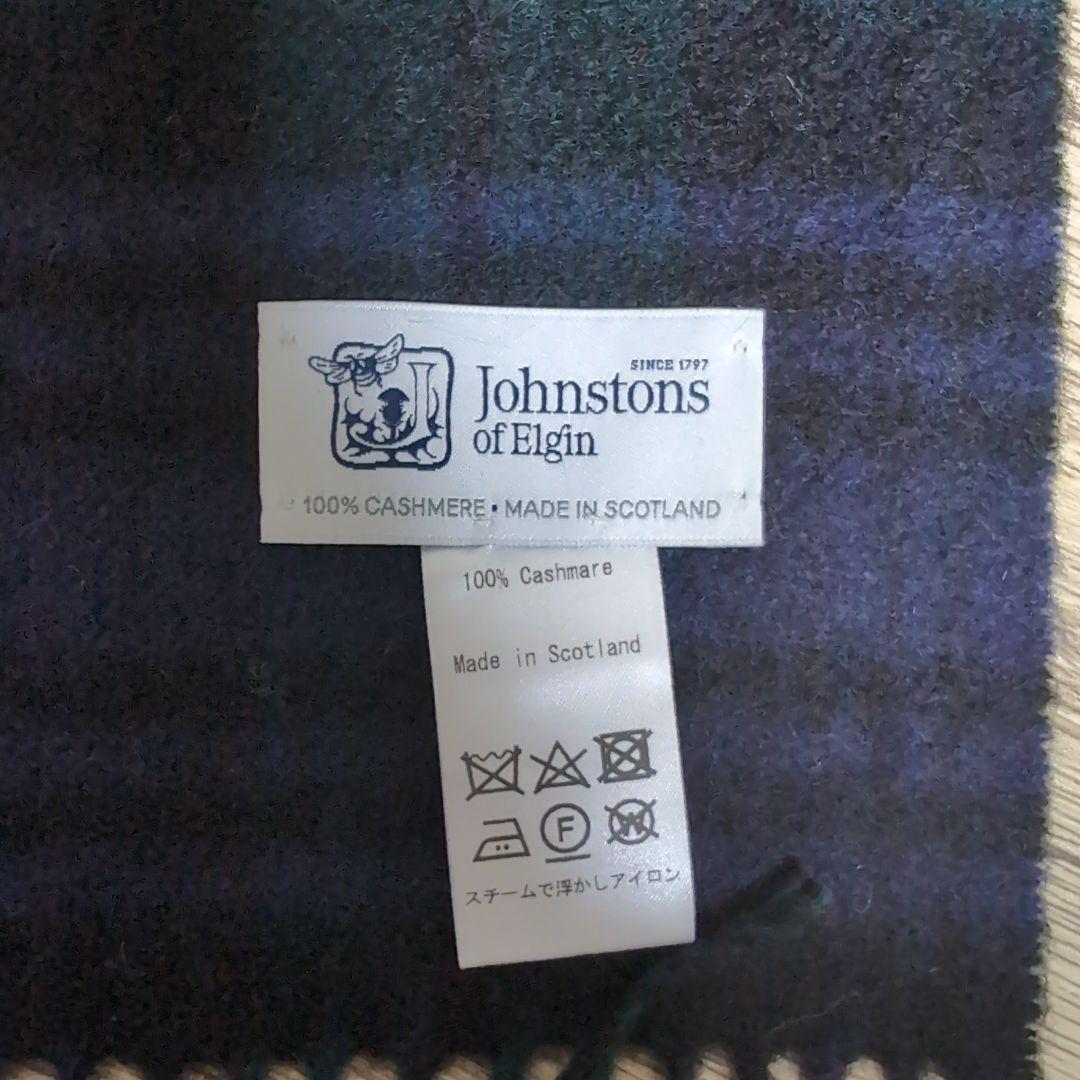 SINCE 1797
Johnstons
of Elgin
100% CASHMERE • MADE IN SCOTLAND
100% Cashmare
Made in Scotland
F
W
スチームで浮かしアイロン